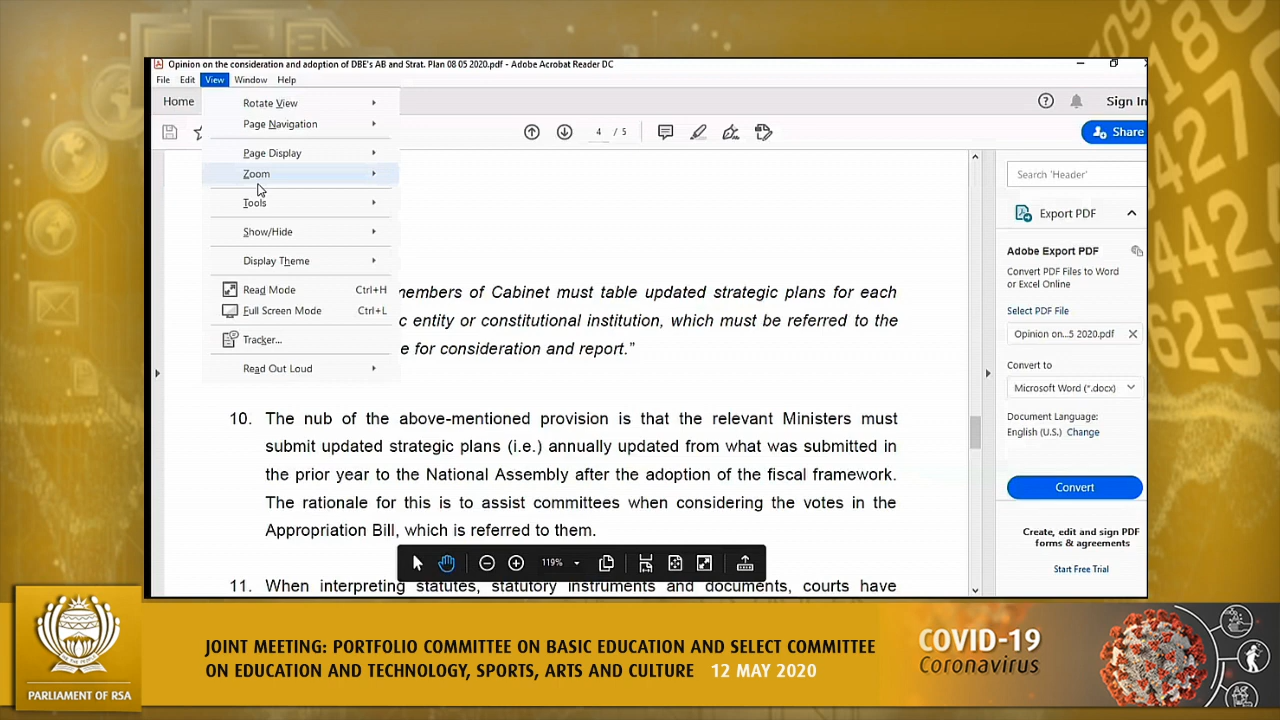 Opinion on the consideration and adoption of DBE's AB and Strat. Plan 08 05 2020.pdf - Adobe Acrobat Reader DC
File Edit View Window Help
Home
Sign In
Rotate View
Page Navigation
Page Display
Zoom
Tools
Show/Hide
Display Theme
Read Mode Ctrl+H
Full Screen Mode Ctrl+L
Tracker...
Read Out Loud
4 / 5
Share
Search 'Header'
Export PDF
Adobe Export PDF
Convert PDF Files to Word
or Excel Online
Select PDF File
Opinion on...5 2020.pdf
Convert to
Microsoft Word (*.docx)
Document Language:
English (U.S.) Change
Convert
Create, edit and sign PDF
forms & agreements
Start Free Trial
members of Cabinet must table updated strategic plans for each
c entity or constitutional institution, which must be referred to the
e for consideration and report.”
10. The nub of the above-mentioned provision is that the relevant Ministers must
submit updated strategic plans (i.e.) annually updated from what was submitted in
the prior year to the National Assembly after the adoption of the fiscal framework.
The rationale for this is to assist committees when considering the votes in the
Appropriation Bill, which is referred to them.
119%
11. When interpreting statutes, statutory instruments and documents, courts have
PARLIAMENT OF RSA
JOINT MEETING: PORTFOLIO COMMITTEE ON BASIC EDUCATION AND SELECT COMMITTEE
ON EDUCATION AND TECHNOLOGY, SPORTS, ARTS AND CULTURE 12 MAY 2020
COVID-19
Coronavirus